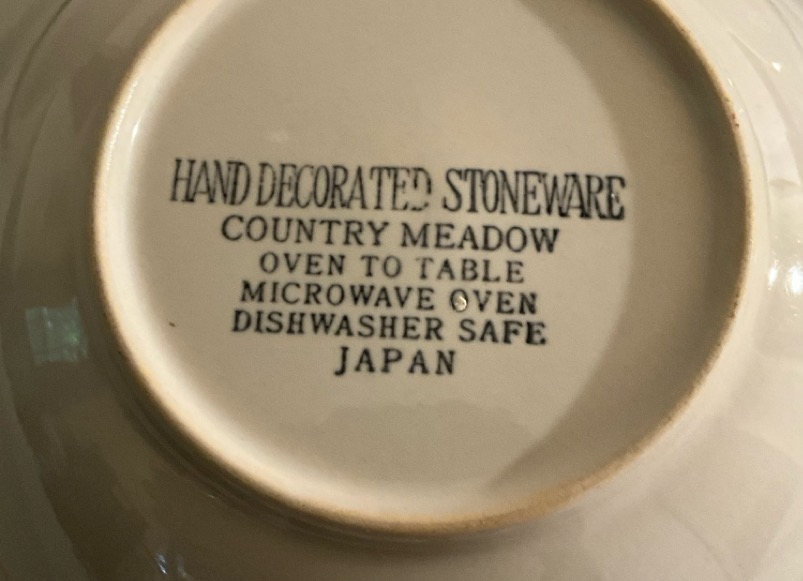 HAND DECORATED STONEWARE
COUNTRY MEADOW
OVEN TO TABLE
MICROWAVE OVEN
DISHWASHER SAFE
JAPAN